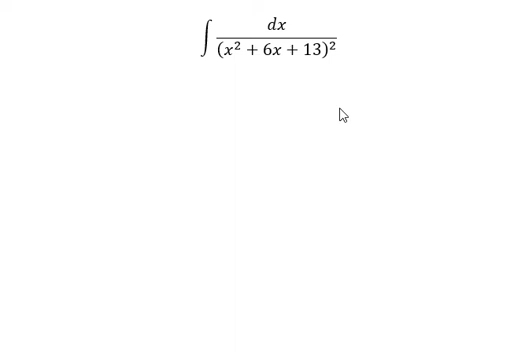 ∫ dx / (x² + 6x + 13)²